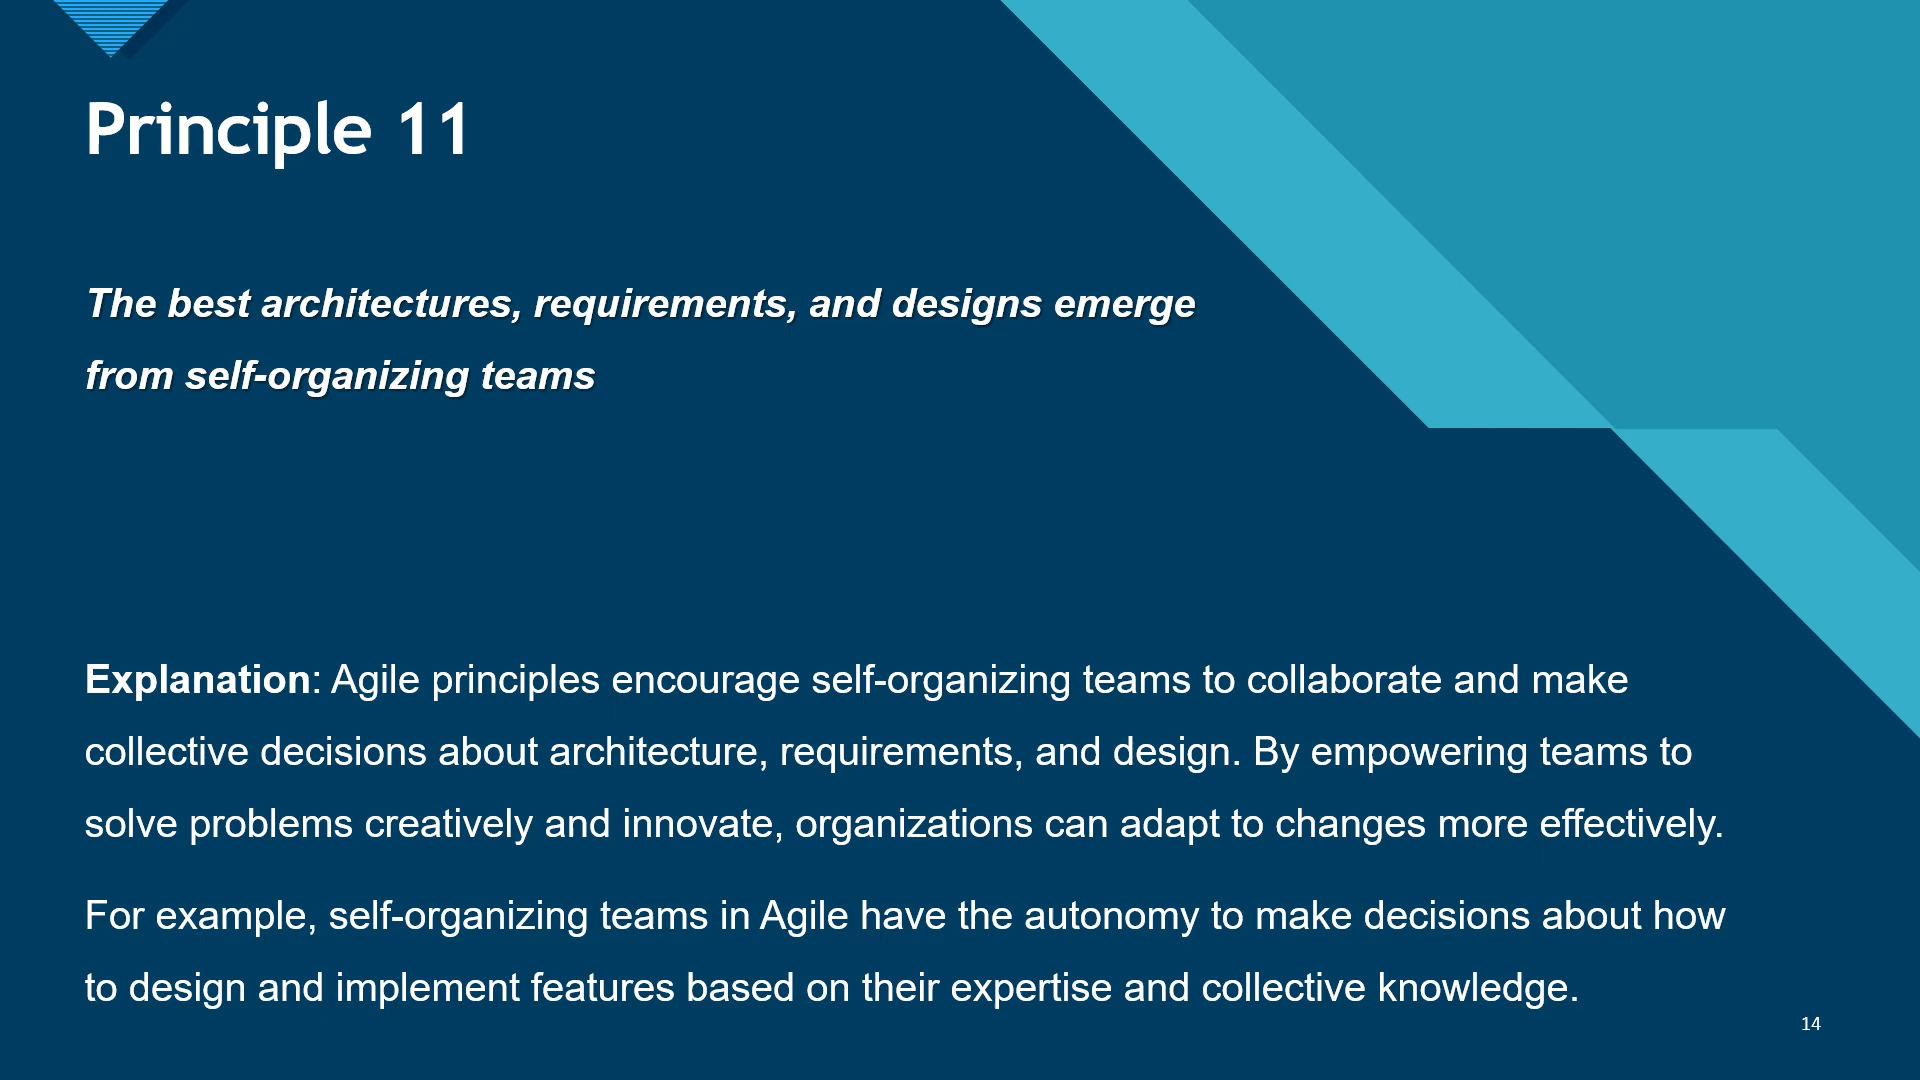 Principle 11
The best architectures, requirements, and designs emerge
from self-organizing teams
Explanation: Agile principles encourage self-organizing teams to collaborate and make
collective decisions about architecture, requirements, and design. By empowering teams to
solve problems creatively and innovate, organizations can adapt to changes more effectively.
For example, self-organizing teams in Agile have the autonomy to make decisions about how
to design and implement features based on their expertise and collective knowledge.
14